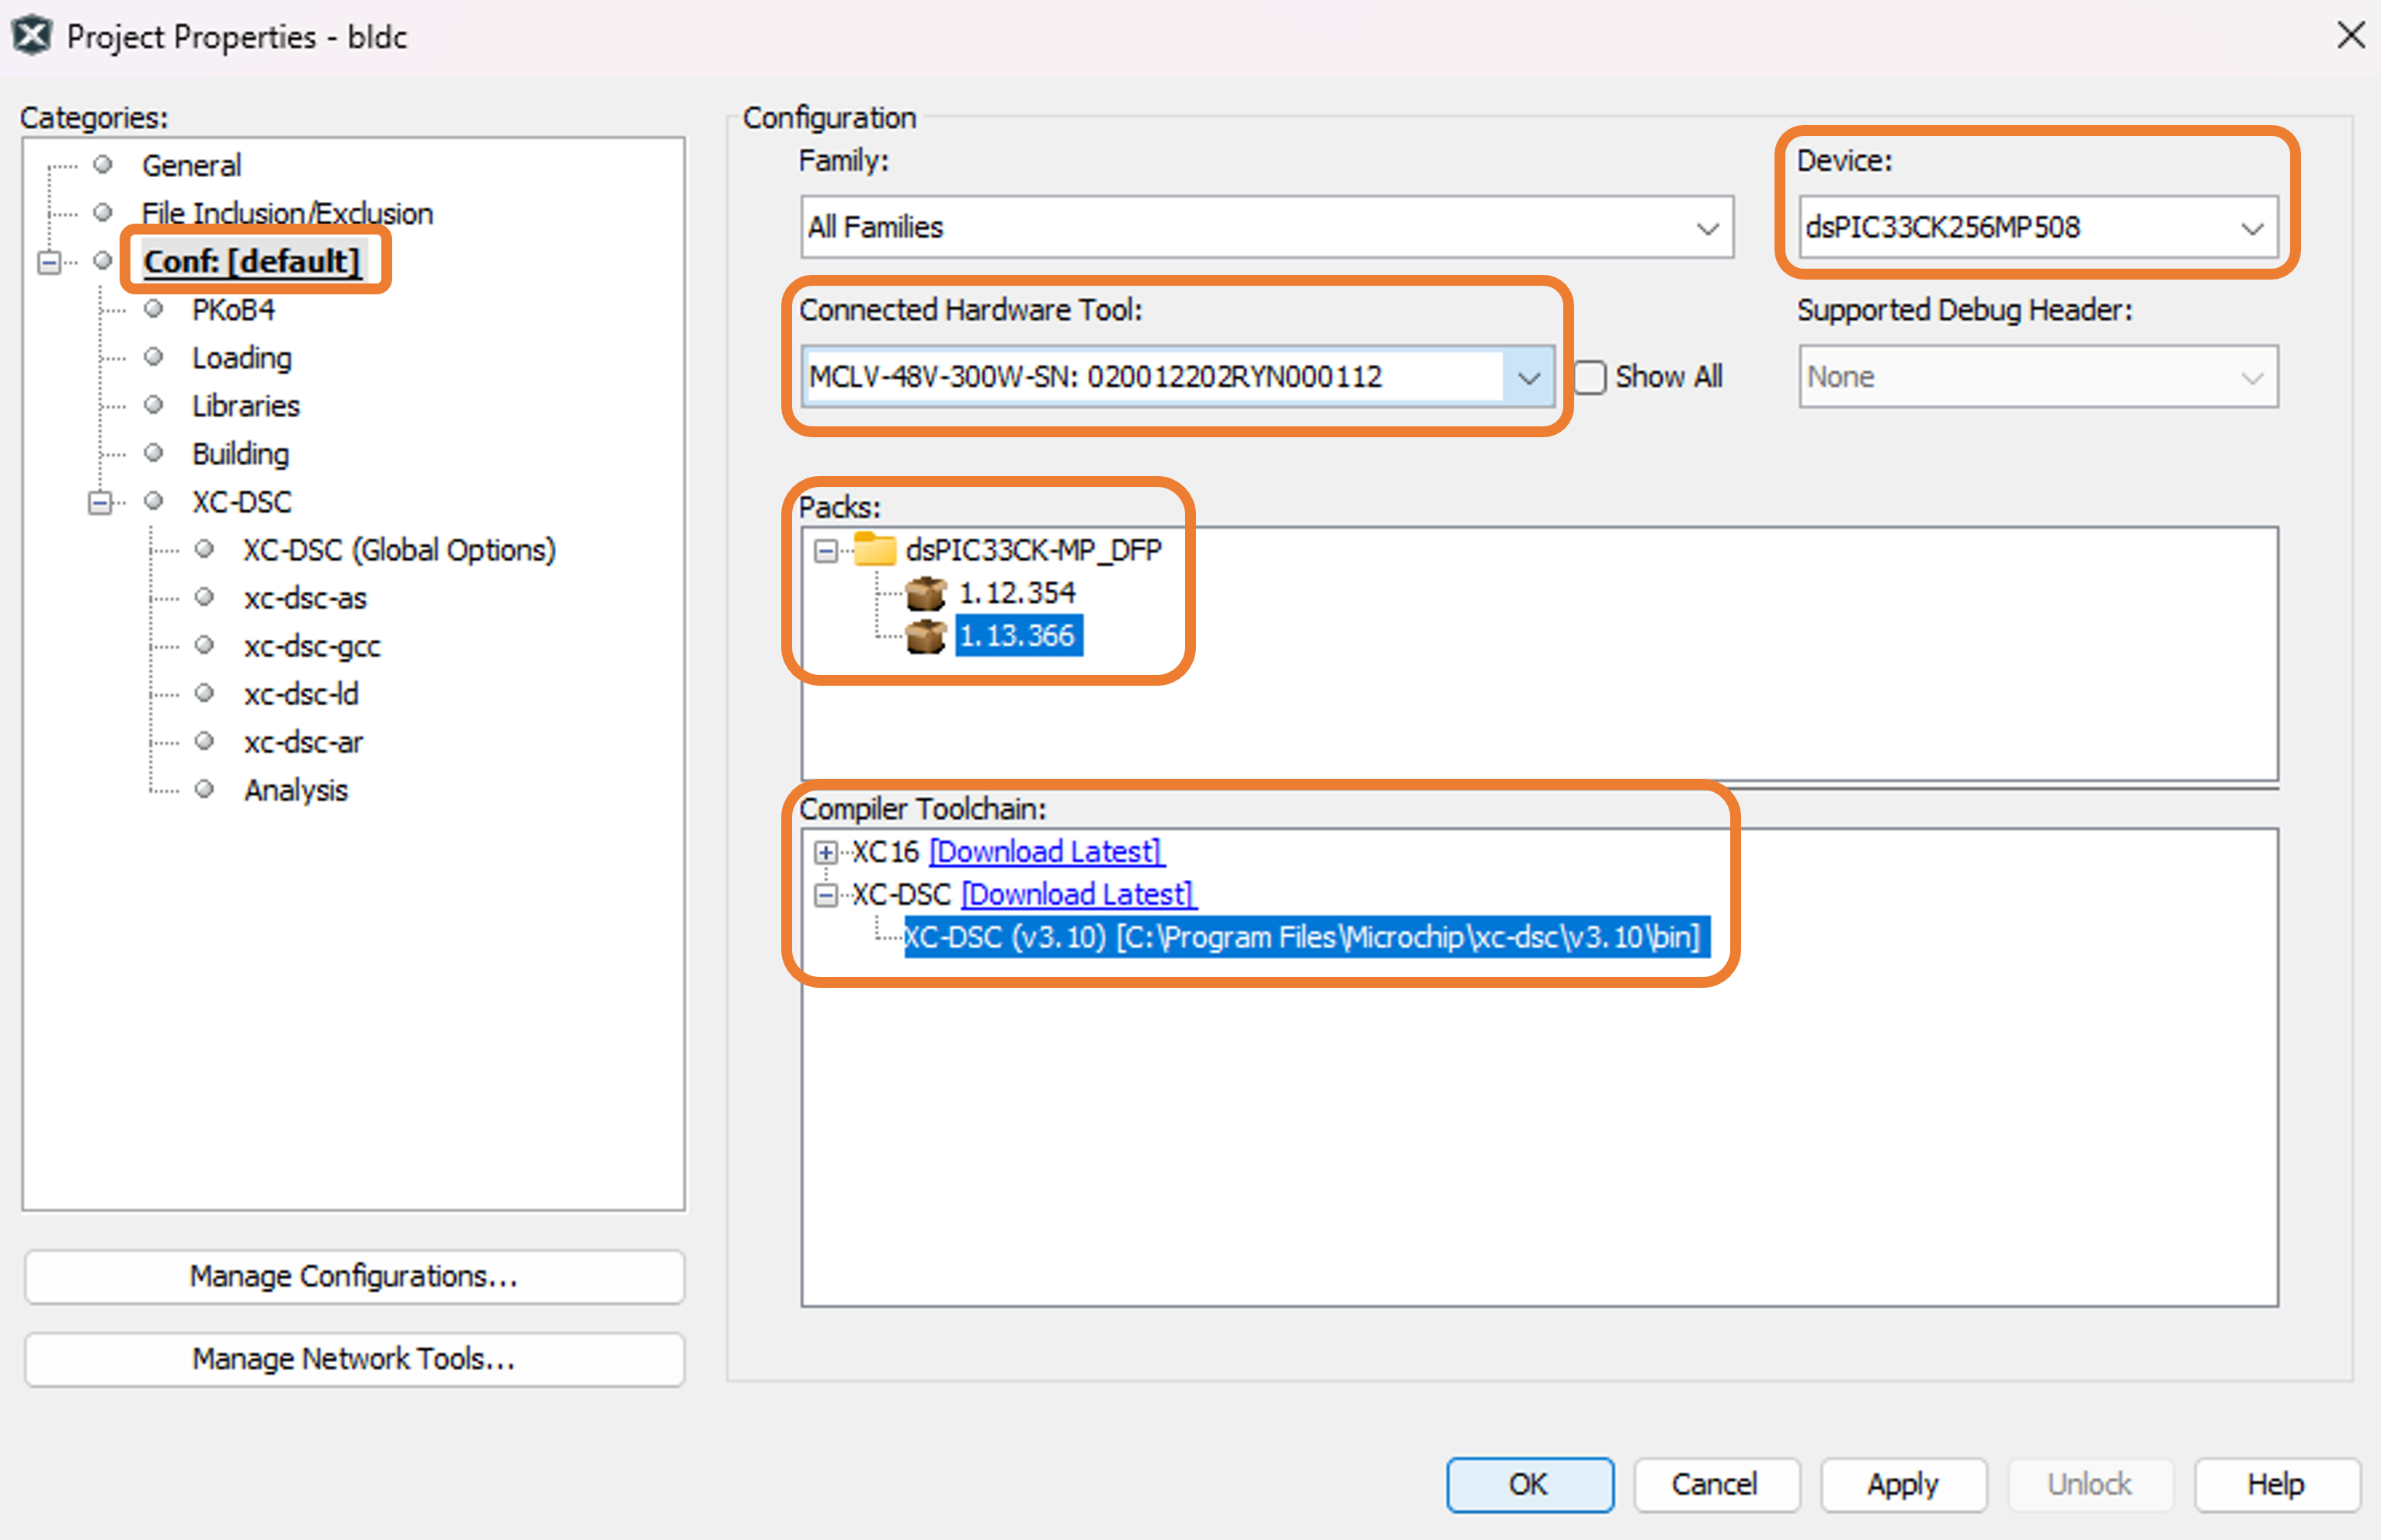 Project Properties - bldc
Categories:
General
File Inclusion/Exclusion
Conf: [default]
PKoB4
Loading
Libraries
Building
XC-DSC
XC-DSC (Global Options)
xc-dsc-as
xc-dsc-gcc
xc-dsc-ld
xc-dsc-ar
Analysis
Manage Configurations...
Manage Network Tools...
Configuration
Family:
All Families
Device:
dsPIC33CK256MP508
Connected Hardware Tool:
MCLV-48V-300W-SN: 020012202RYN000112
Show All
Supported Debug Header:
None
Packs:
dsPIC33CK-MP_DFP
1.12.354
1.13.366
Compiler Toolchain:
XC16 [Download Latest]
XC-DSC [Download Latest]
XC-DSC (v3.10) [C:\Program Files\Microchip\xc-dsc\v3.10\bin]
OK
Cancel
Apply
Unlock
Help